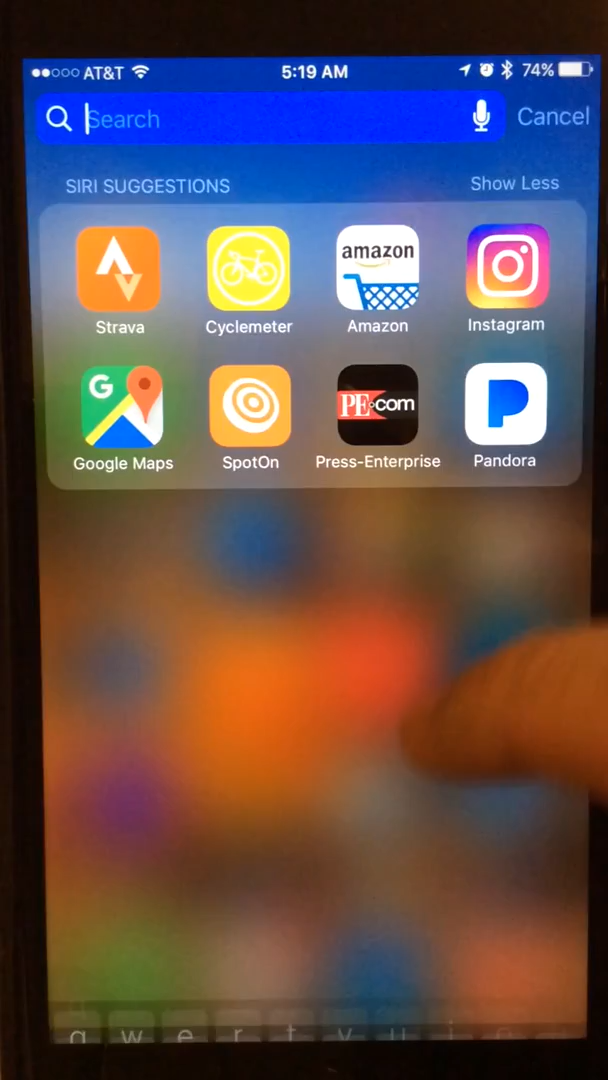 AT&T 5:19 AM 74%
Search Cancel
SIRI SUGGESTIONS Show Less
amazon
Strava Cyclemeter Amazon Instagram
G PE.com P
Google Maps SpotOn Press-Enterprise Pandora
q w e r t y u i